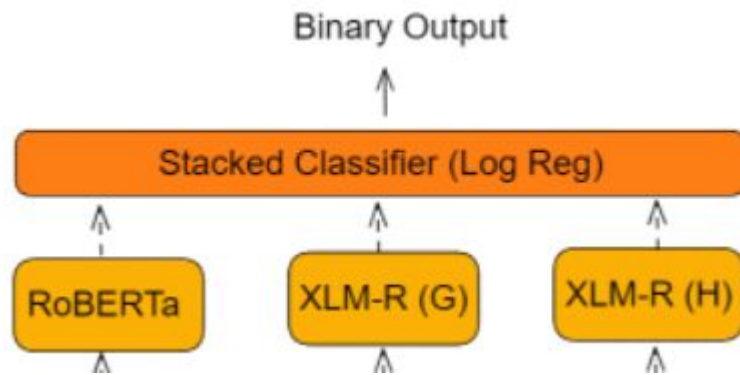 Binary Output
Stacked Classifier (Log Reg)
RoBERTa
XLM-R (G)
XLM-R (H)